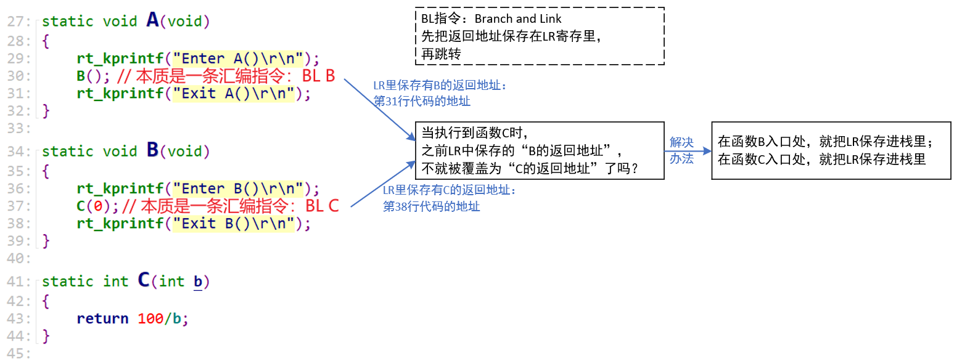 27: static void A(void)
28: {
29: rt_kprintf("Enter A()\r\n");
30: B(); // 本质是一条汇编指令：BL B
31: rt_kprintf("Exit A()\r\n");
32: }
33:
34: static void B(void)
35: {
36: rt_kprintf("Enter B()\r\n");
37: C(0); // 本质是一条汇编指令：BL C
38: rt_kprintf("Exit B()\r\n");
39: }
40:
41: static int C(int b)
42: {
43: return 100/b;
44: }
45:
BL指令：Branch and Link
先把返回地址保存在LR寄存里，
再跳转
LR里保存有B的返回地址：
第31行代码的地址
当执行到函数C时，
之前LR中保存的“B的返回地址”，
不就被覆盖为“C的返回地址”了吗？
LR里保存有C的返回地址：
第38行代码的地址
解决
办法
在函数B入口处，就把LR保存进栈里；
在函数C入口处，就把LR保存进栈里